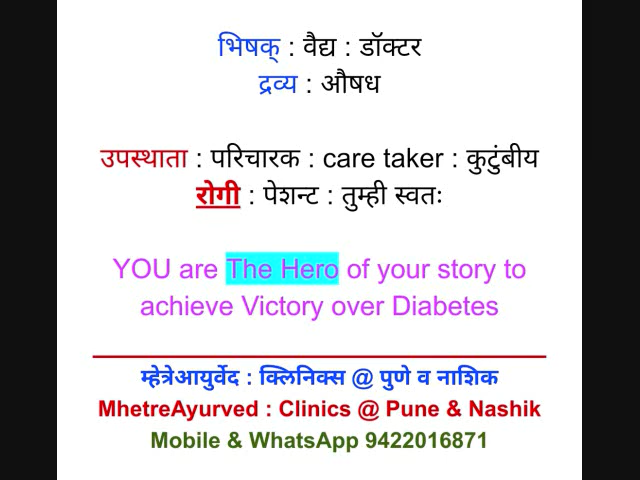 भिषक् : वैद्य : डॉक्टर
द्रव्य : औषध
उपस्थाता : परिचारक : care taker : कुटुंबीय
रोगी : पेशन्ट : तुम्ही स्वतः
YOU are The Hero of your story to
achieve Victory over Diabetes
म्हेत्रेआयुर्वेद : क्लिनिक्स @ पुणे व नाशिक
MhetreAyurved : Clinics @ Pune & Nashik
Mobile & WhatsApp 9422016871